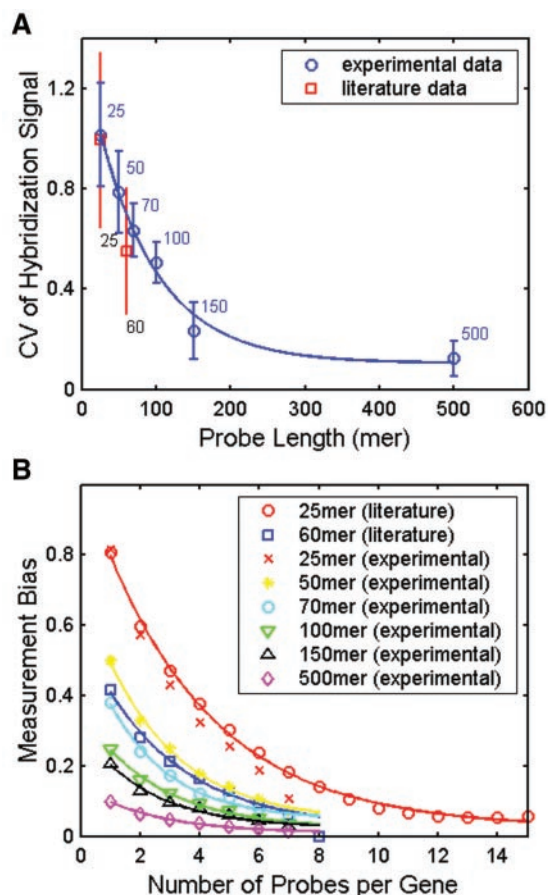 A
CV of Hybridization Signal
1.2
0.8
0.4
0
experimental data
literature data
25
50
70
100
150
500
25
60
0 100 200 300 400 500 600
Probe Length (mer)
B
Measurement Bias
0.8
0.6
0.4
0.2
0
25mer (literature)
60mer (literature)
25mer (experimental)
50mer (experimental)
70mer (experimental)
100mer (experimental)
150mer (experimental)
500mer (experimental)
0 2 4 6 8 10 12 14
Number of Probes per Gene